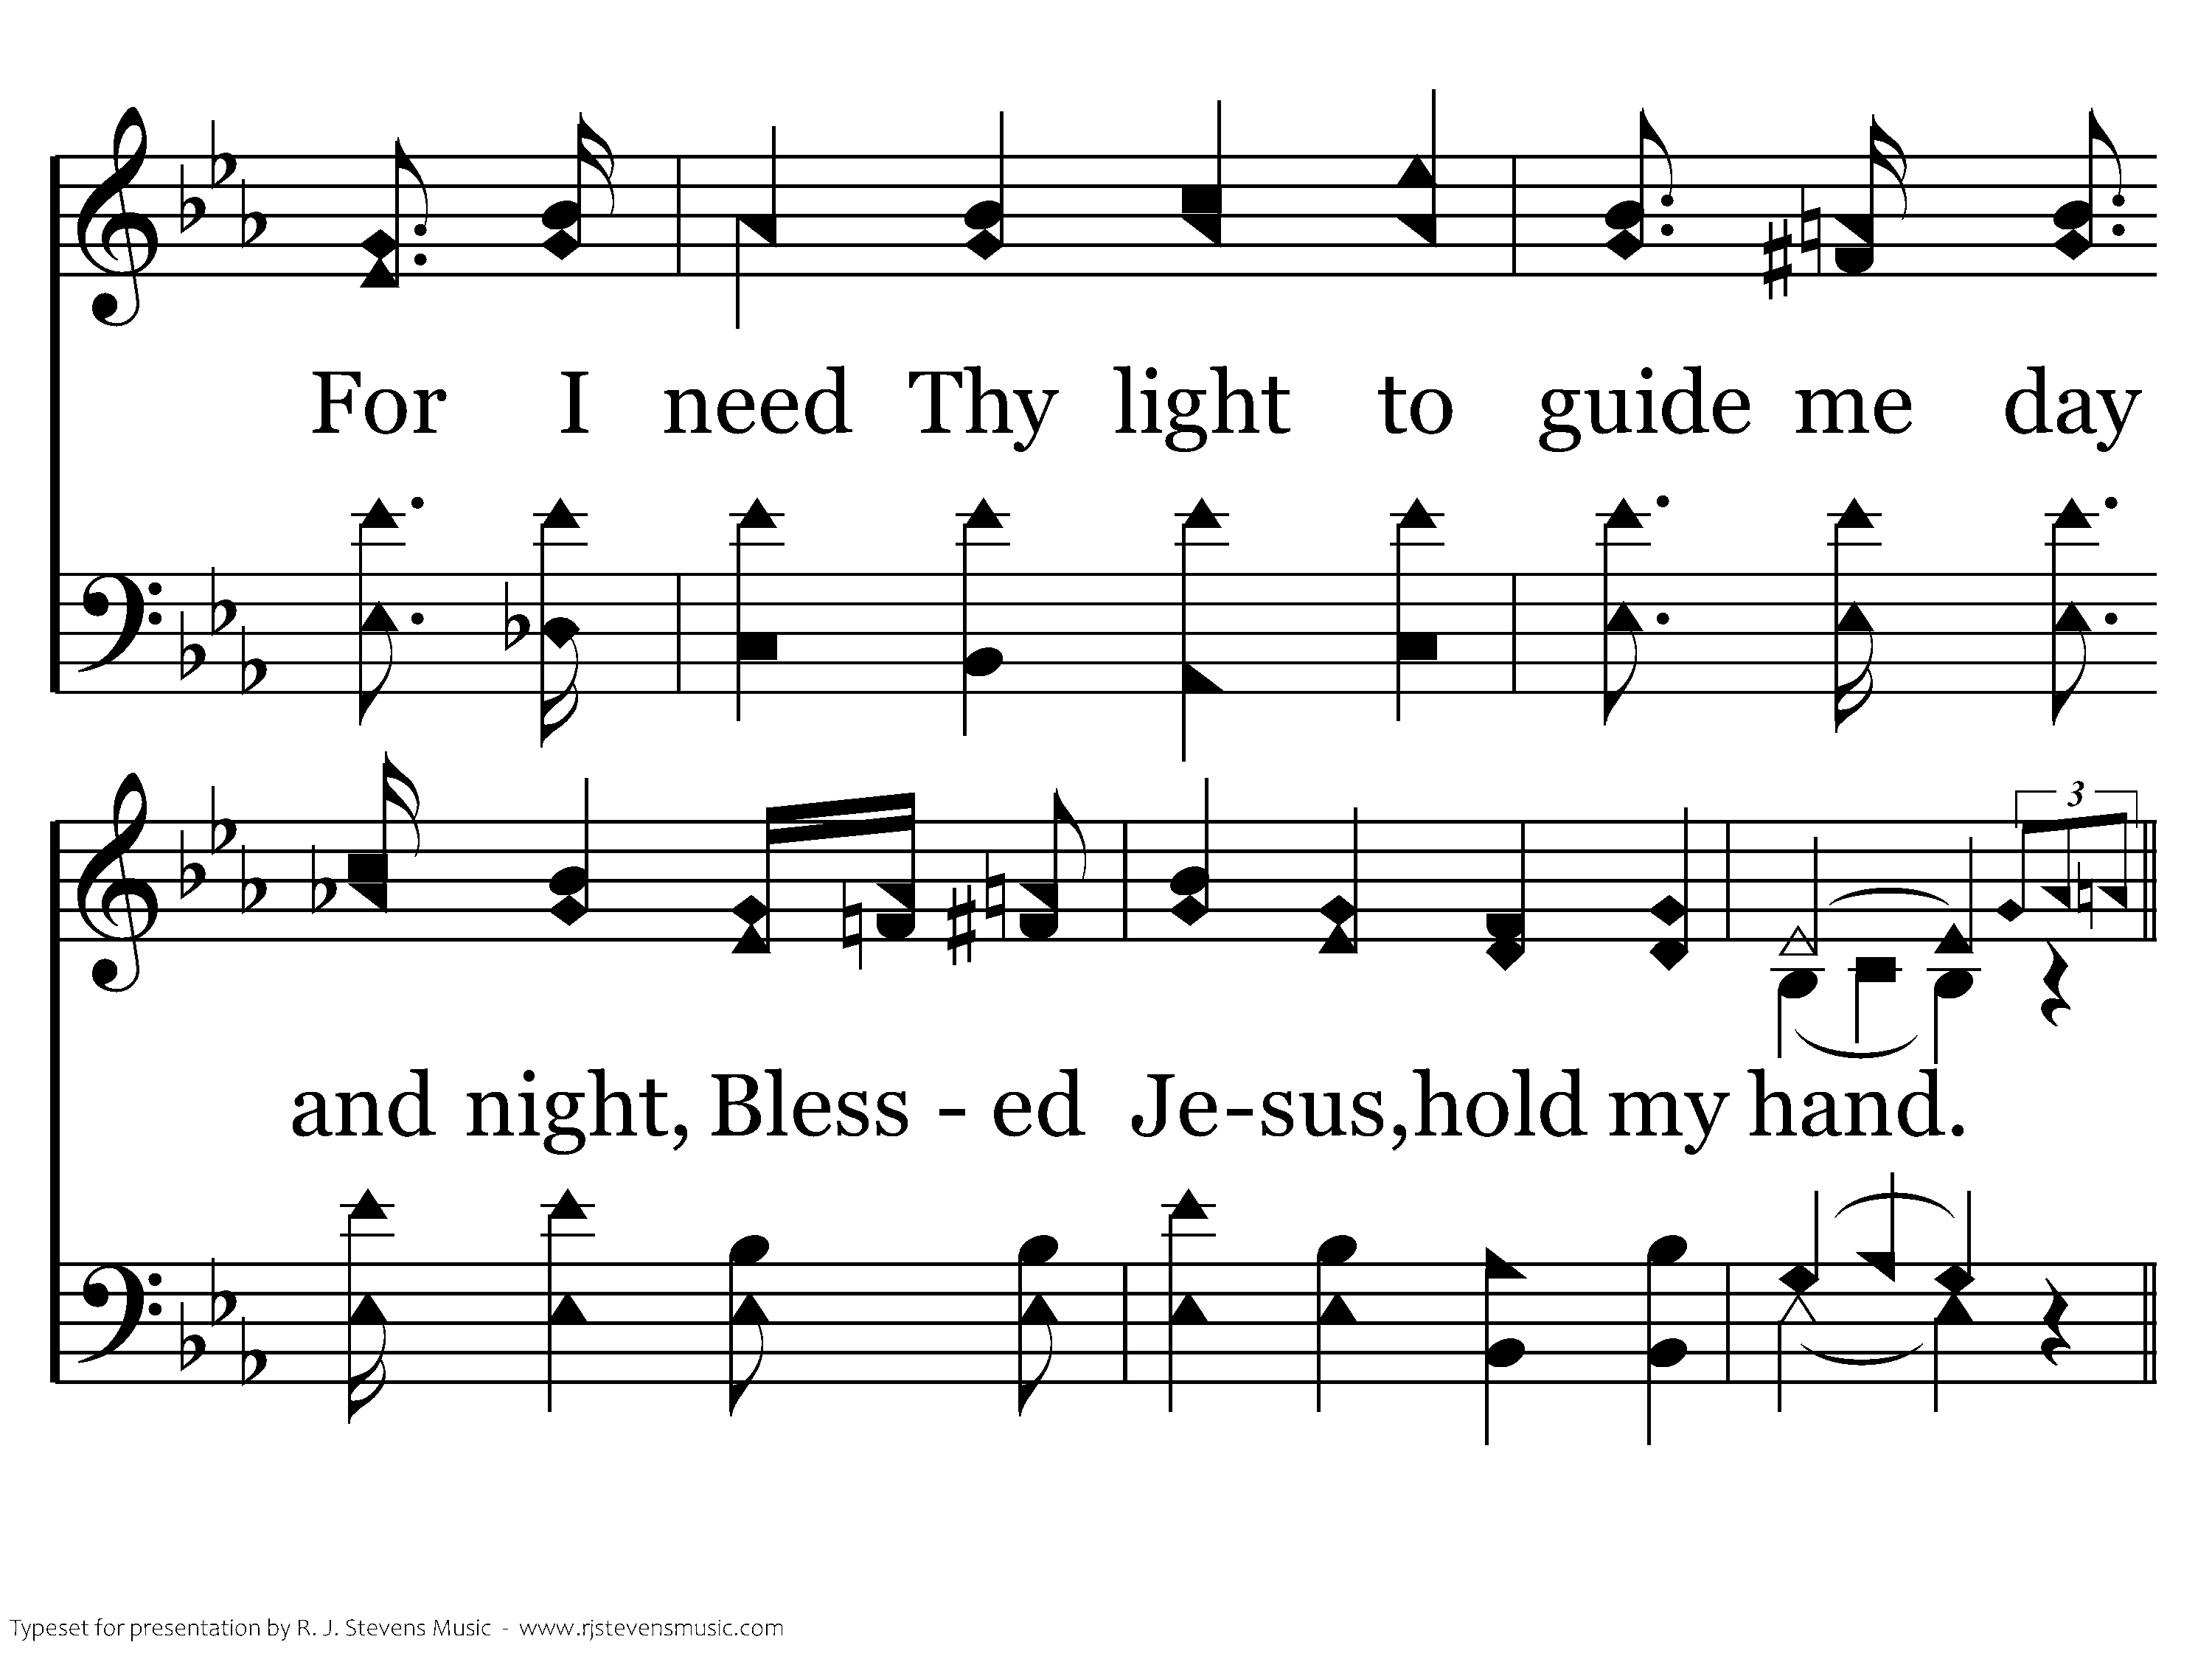 For I need Thy light to guide me day
3
and night, Bless - ed Je-sus,hold my hand.
Typeset for presentation by R. J. Stevens Music - www.rjstevensmusic.com